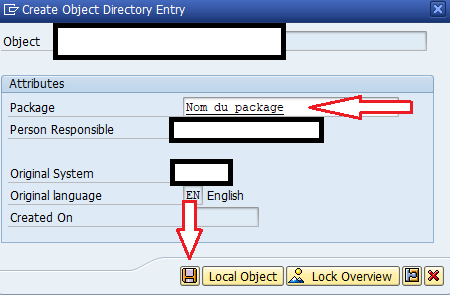 Create Object Directory Entry
Object
Attributes
Package Nom du package
Person Responsible
Original System
Original language EN English
Created On
Local Object Lock Overview